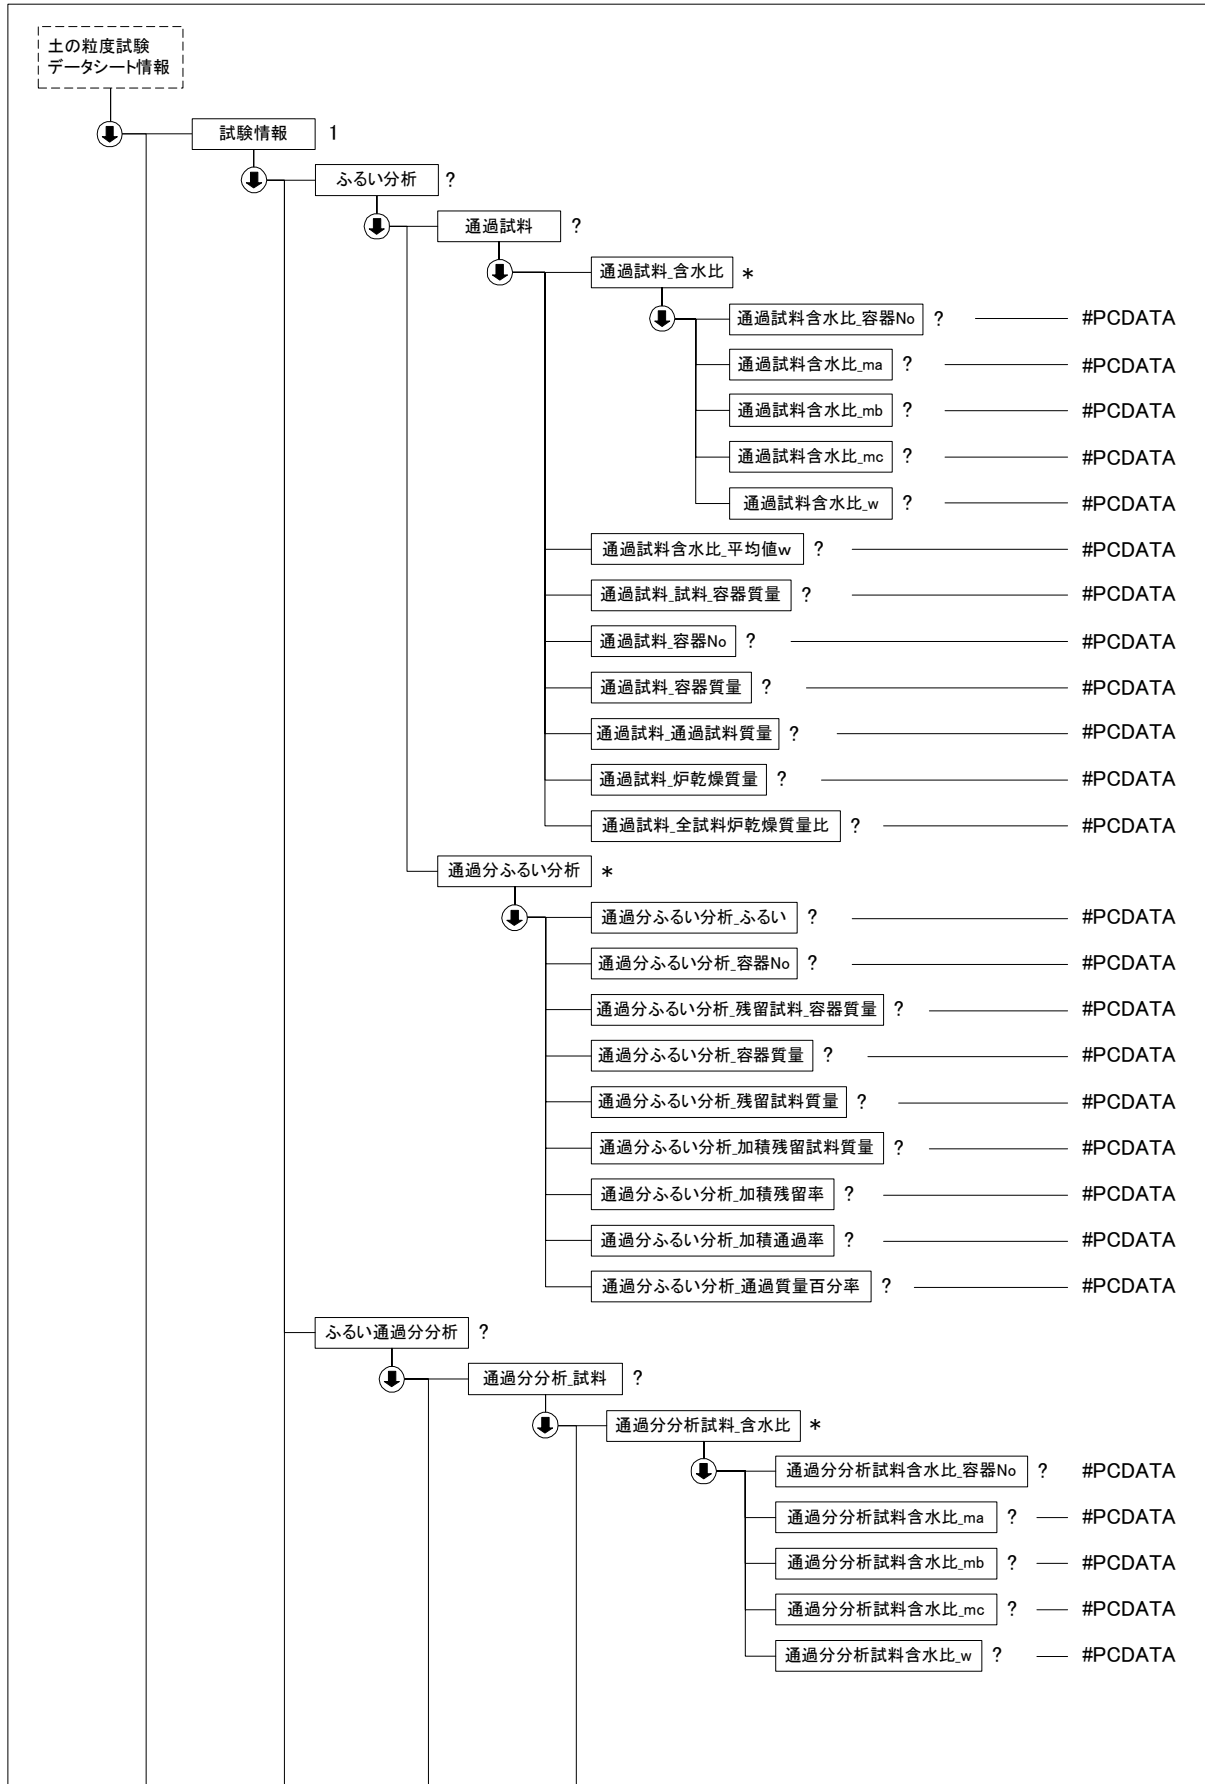 土の粒度試験
データシート情報
試験情報 1
ふるい分析 ?
通過試料 ?
通過試料_含水比 *
通過試料含水比_容器No ? #PCDATA
通過試料含水比_ma ? #PCDATA
通過試料含水比_mb ? #PCDATA
通過試料含水比_mc ? #PCDATA
通過試料含水比_w ? #PCDATA
通過試料含水比_平均値w ? #PCDATA
通過試料_試料_容器質量 ? #PCDATA
通過試料_容器No ? #PCDATA
通過試料_容器質量 ? #PCDATA
通過試料_通過試料質量 ? #PCDATA
通過試料_炉乾燥質量 ? #PCDATA
通過試料_全試料炉乾燥質量比 ? #PCDATA
通過分ふるい分析 *
通過分ふるい分析_ふるい ? #PCDATA
通過分ふるい分析_容器No ? #PCDATA
通過分ふるい分析_残留試料_容器質量 ? #PCDATA
通過分ふるい分析_容器質量 ? #PCDATA
通過分ふるい分析_残留試料質量 ? #PCDATA
通過分ふるい分析_加積残留試料質量 ? #PCDATA
通過分ふるい分析_加積残留率 ? #PCDATA
通過分ふるい分析_加積通過率 ? #PCDATA
通過分ふるい分析_通過質量百分率 ? #PCDATA
ふるい通過分分析 ?
通過分分析_試料 ?
通過分分析試料_含水比 *
通過分分析試料含水比_容器No ? #PCDATA
通過分分析試料含水比_ma ? #PCDATA
通過分分析試料含水比_mb ? #PCDATA
通過分分析試料含水比_mc ? #PCDATA
通過分分析試料含水比_w ? #PCDATA